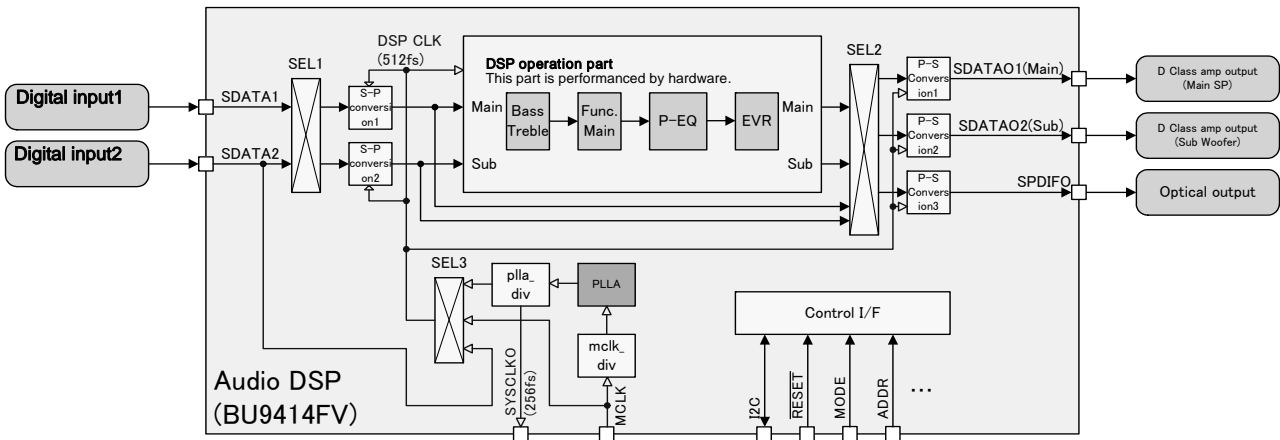 DSP CLK
(512fs)
SEL1
DSP operation part
This part is performanced by hardware.
SEL2
Digital input1
SDATA1
S-P
conversi
on1
Main
Bass
Treble
Func.
Main
P-EQ
EVR
Main
P-S
Convers
ion1
SDATAO1(Main)
D Class amp output
(Main SP)
Digital input2
SDATA2
S-P
conversi
on2
Sub
Sub
P-S
Convers
ion2
SDATAO2(Sub)
D Class amp output
(Sub Woofer)
P-S
Convers
ion3
SPDIFO
Optical output
SEL3
plla_
div
PLLA
mclk_
div
Control I/F
Audio DSP
(BU9414FV)
SYSCLKO
(256fs)
MCLK
I2C
RESET
MODE
ADDR
...